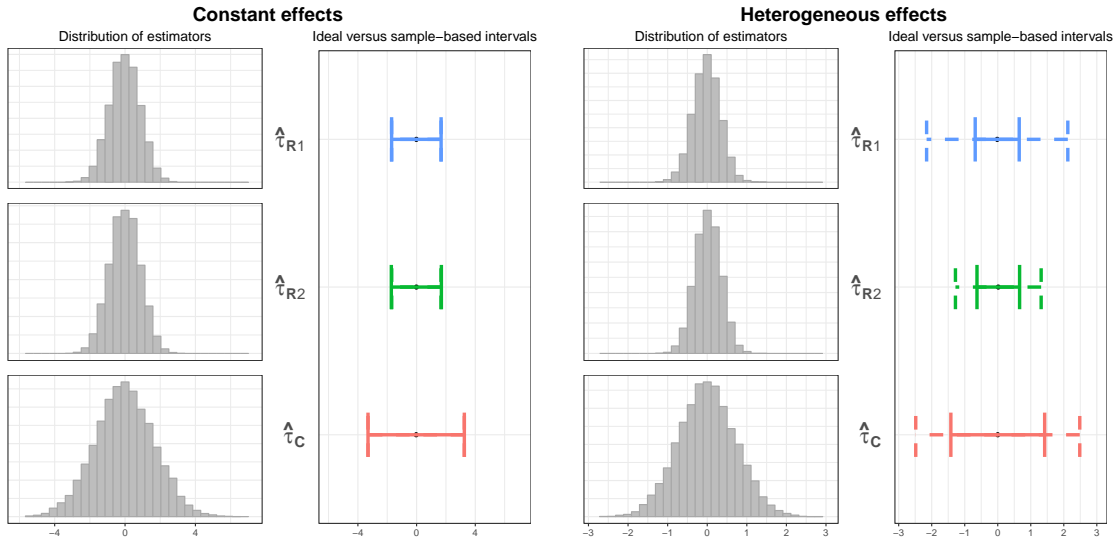 Constant effects
Distribution of estimators
Ideal versus sample−based intervals
τ̂R1
τ̂R2
τ̂C
−4 0 4
−4 0 4
Heterogeneous effects
Distribution of estimators
Ideal versus sample−based intervals
τ̂R1
τ̂R2
τ̂C
−3 −2 −1 0 1 2 3
−3 −2 −1 0 1 2 3